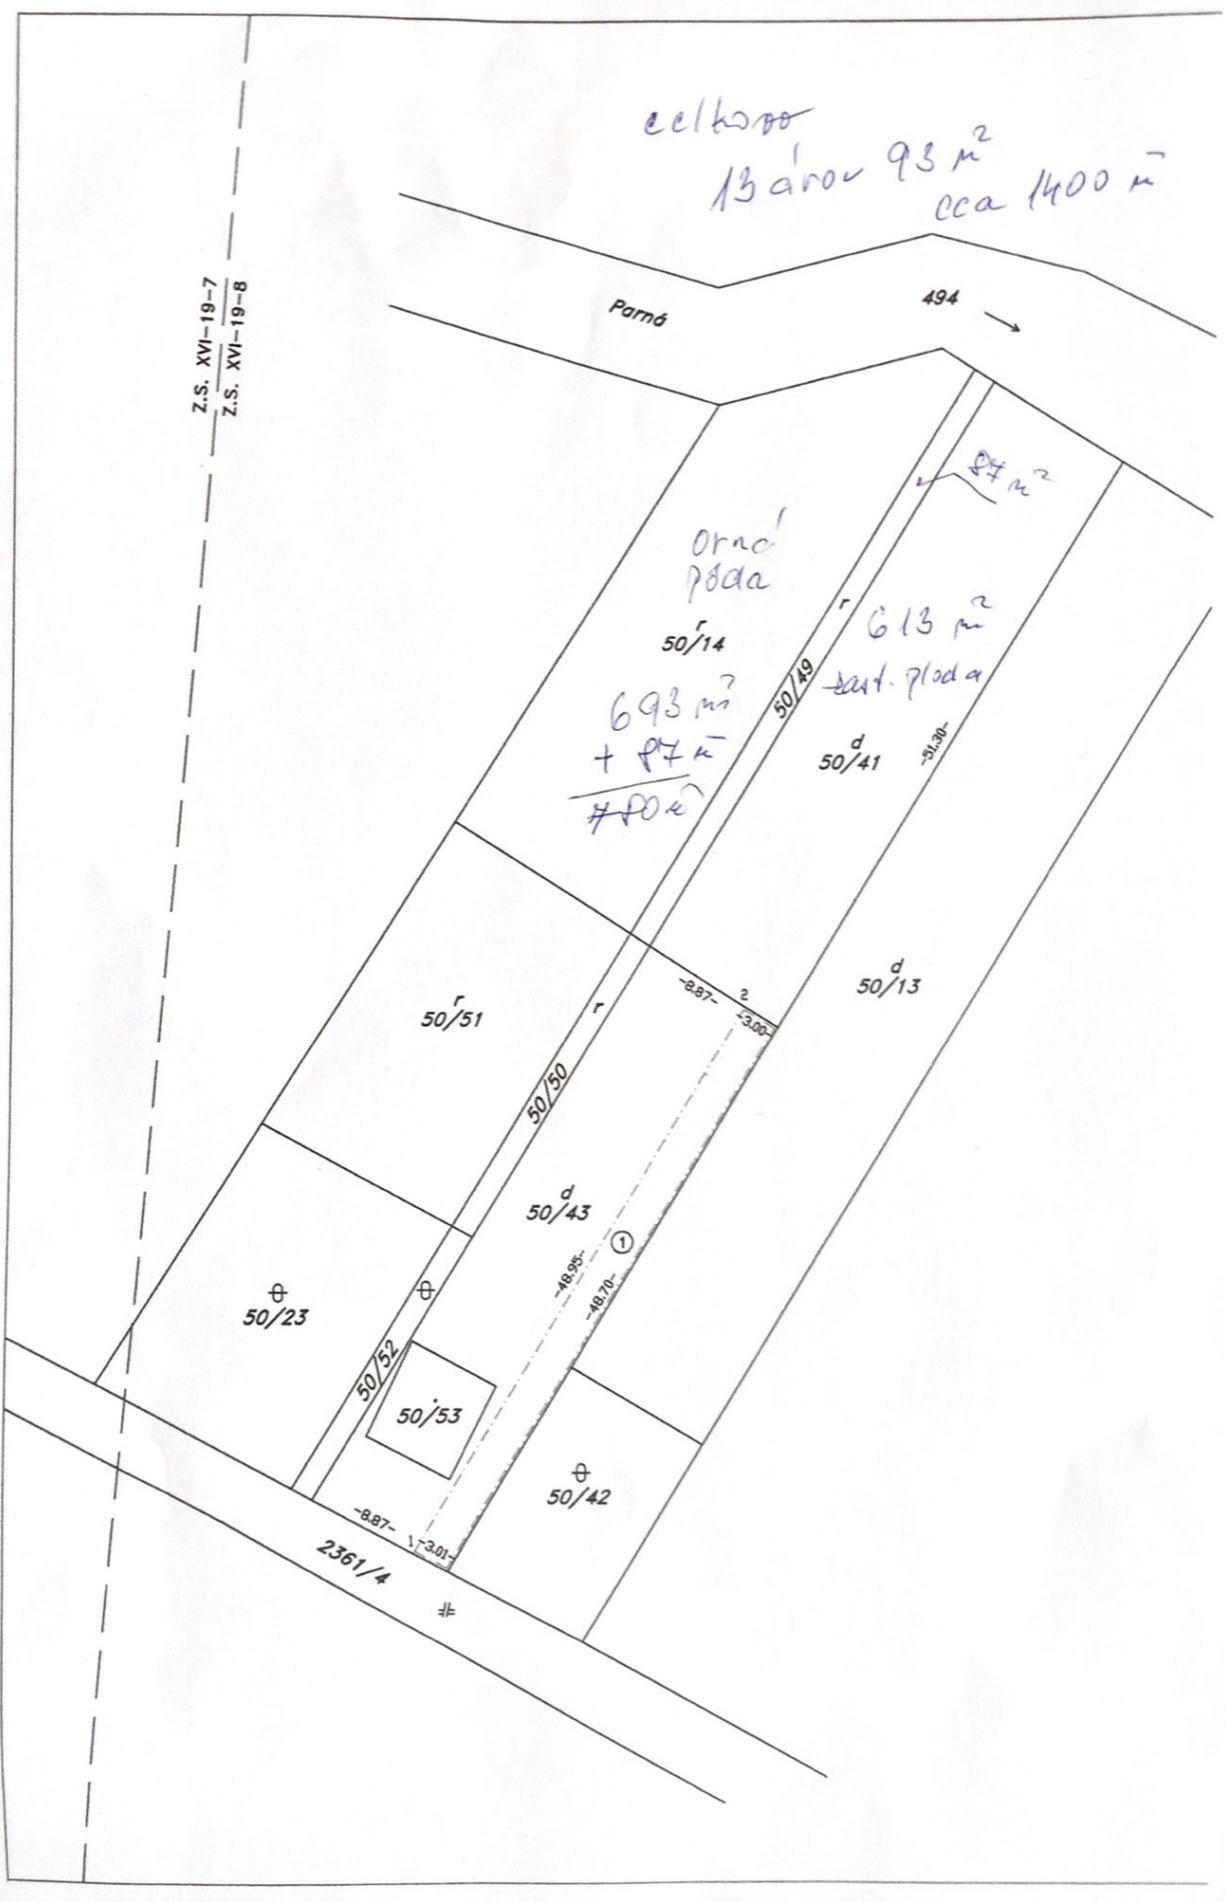 celkovo
13 árov 93 m²
cca 1400 m²
Z.S. XVI-19-7
Z.S. XVI-19-8
Parná
494
87 m²
orná
pôda
r
50/14
693 m²
+ 87 m²
780 m²
r
50/49
613 m²
zast. plocha
d
50/41
-51.30-
d
50/13
r
50/51
r
50/50
-8.87-
2
-3.00-
d
50/43
1
-48.95-
-48.70-
50/23
50/52
50/53
50/42
-8.87-
1
-3.01-
2361/4